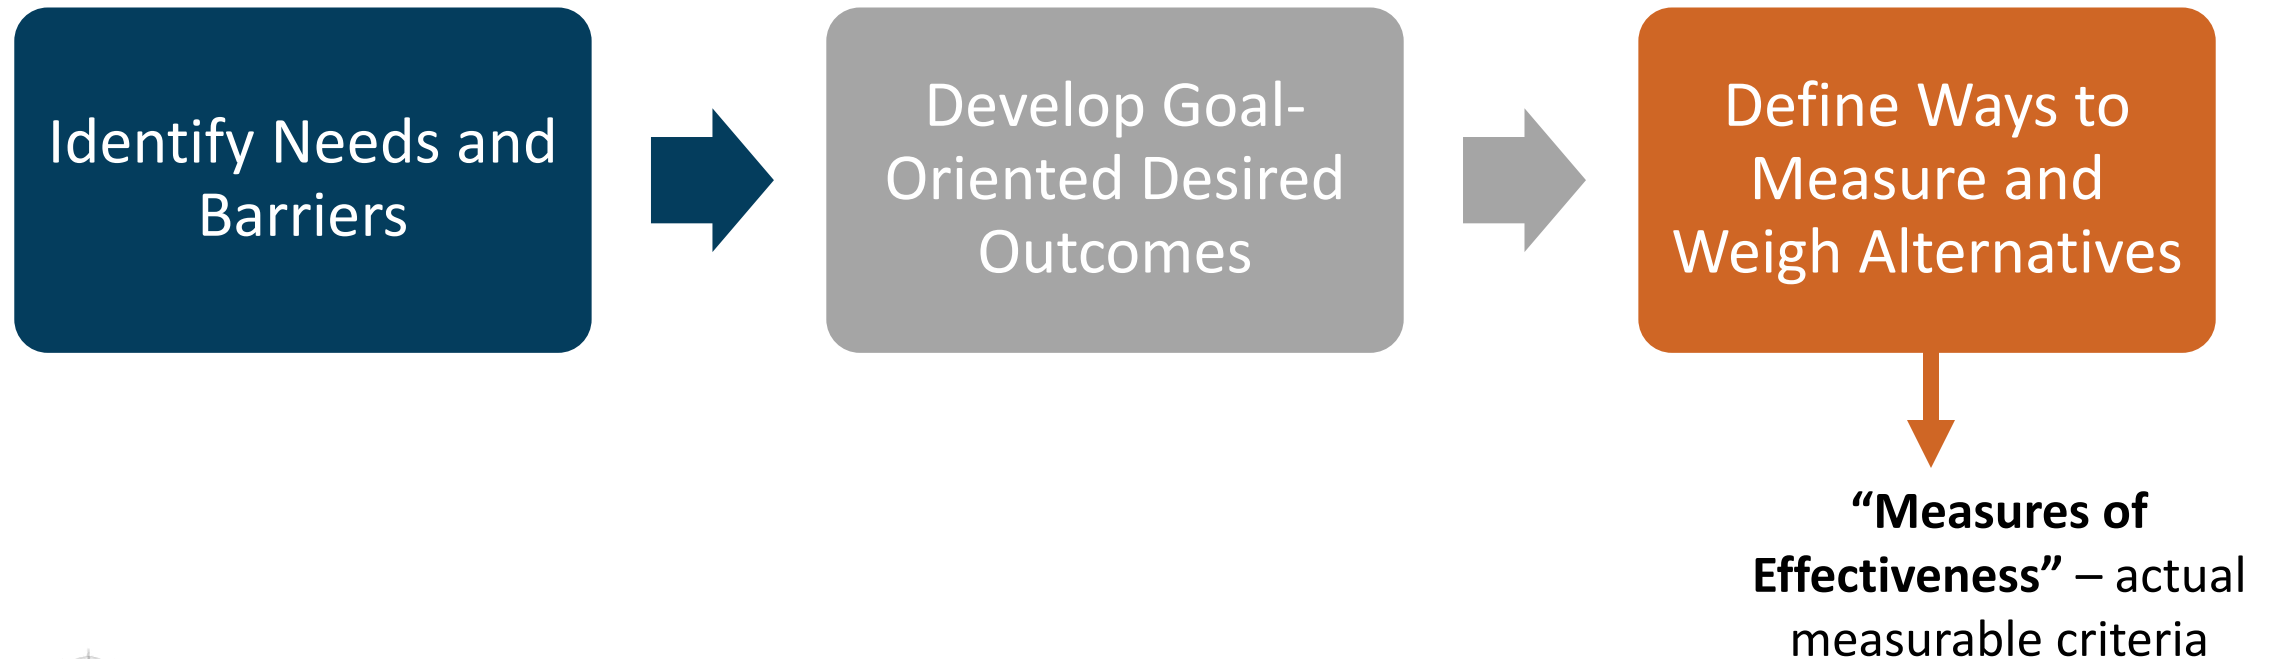 Identify Needs and
Barriers
Develop Goal-
Oriented Desired
Outcomes
Define Ways to
Measure and
Weigh Alternatives
“Measures of
Effectiveness” – actual
measurable criteria